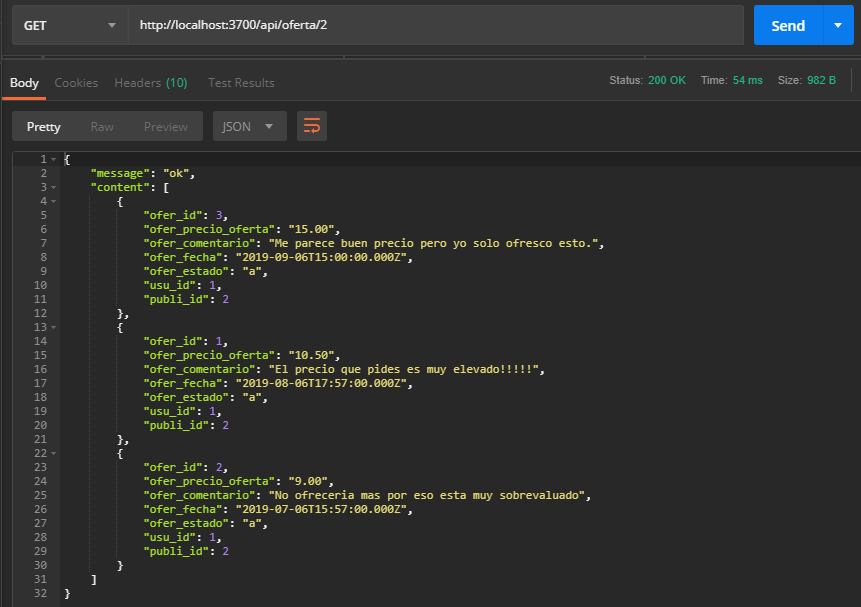 GET http://localhost:3700/api/oferta/2 Send
Body Cookies Headers (10) Test Results Status: 200 OK Time: 54 ms Size: 982 B
Pretty Raw Preview JSON
1 {
2 "message": "ok",
3 "content": [
4 {
5 "ofer_id": 3,
6 "ofer_precio_oferta": "15.00",
7 "ofer_comentario": "Me parece buen precio pero yo solo ofresco esto.",
8 "ofer_fecha": "2019-09-06T15:00:00.000Z",
9 "ofer_estado": "a",
10 "usu_id": 1,
11 "publi_id": 2
12 },
13 {
14 "ofer_id": 1,
15 "ofer_precio_oferta": "10.50",
16 "ofer_comentario": "El precio que pides es muy elevado!!!!!",
17 "ofer_fecha": "2019-08-06T17:57:00.000Z",
18 "ofer_estado": "a",
19 "usu_id": 1,
20 "publi_id": 2
21 },
22 {
23 "ofer_id": 2,
24 "ofer_precio_oferta": "9.00",
25 "ofer_comentario": "No ofreceria mas por eso esta muy sobrevaluado",
26 "ofer_fecha": "2019-07-06T15:57:00.000Z",
27 "ofer_estado": "a",
28 "usu_id": 1,
29 "publi_id": 2
30 }
31 ]
32 }